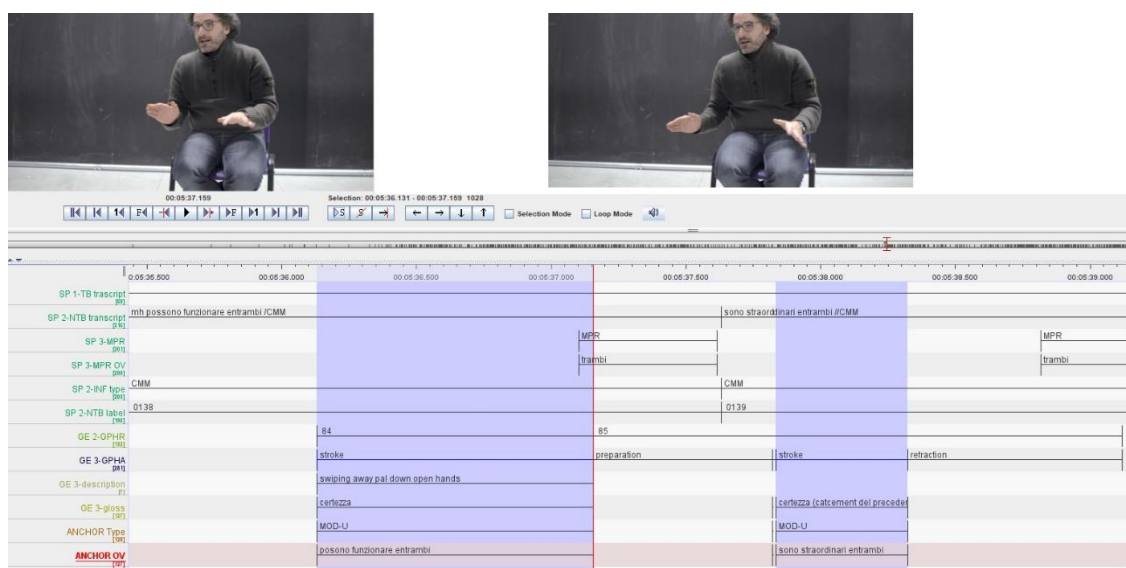 00:05:37.159
Selection: 00:05:36.131 - 00:05:37.159 1028
1 F F 1 S S Selection Mode Loop Mode
0:05:35.500 00:05:36.000 00:05:36.500 00:05:37.000 00:05:37.500 00:05:38.000 00:05:38.500 00:05:39.000
SP 1-TB trascript
SP 2-NTB transcript mh possono funzionare entrambi /CMM sono straorddinari entrambi //CMM
SP 3-MPR MPR MPR
SP 3-MPR OV trambi trambi
SP 2-INF type CMM CMM
SP 2-NTB label 0138 0139
GE 2-GPHR 84 85
GE 3-GPHA stroke preparation stroke retraction
GE 3-description swiping away pal down open hands
GE 3-gloss certezza certezza (catcement del preceder
ANCHOR Type MOD-U MOD-U
ANCHOR OV posono funzionare entrambi sono straordinari entrambi